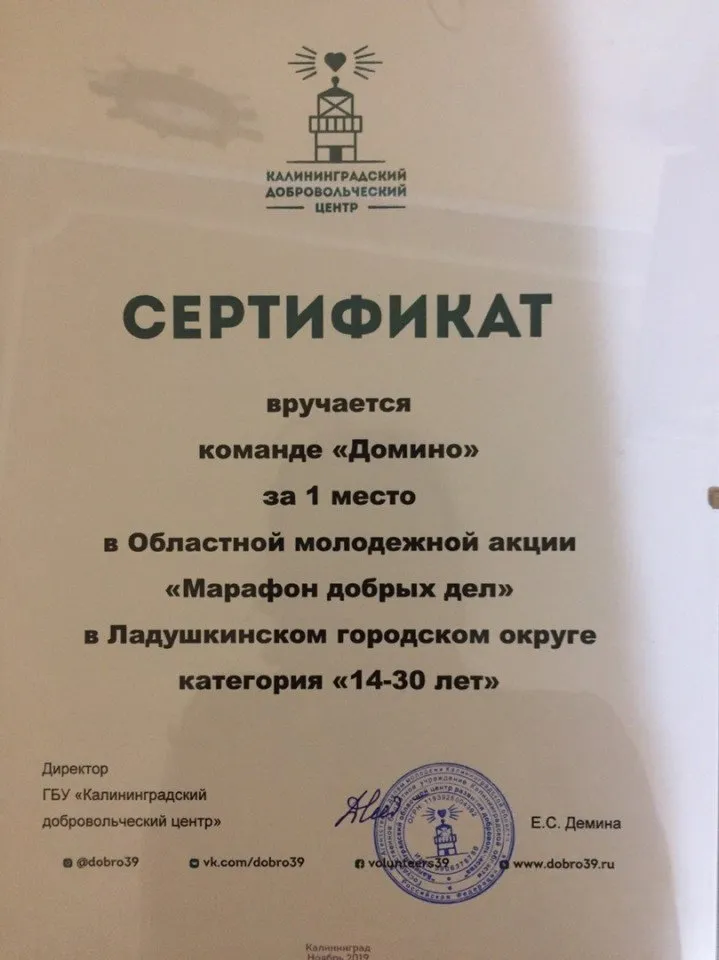 КАЛИНИНГРАДСКИЙ
ДОБРОВОЛЬЧЕСКИЙ
ЦЕНТР
СЕРТИФИКАТ
вручается
команде «Домино»
за 1 место
в Областной молодежной акции
«Марафон добрых дел»
в Ладушкинском городском округе
категория «14-30 лет»
Директор
ГБУ «Калининградский
добровольческий центр»
Е.С. Демина
@dobro39 vk.com/dobro39 volunteers39 www.dobro39.ru
Калининград
Ноябрь 2019